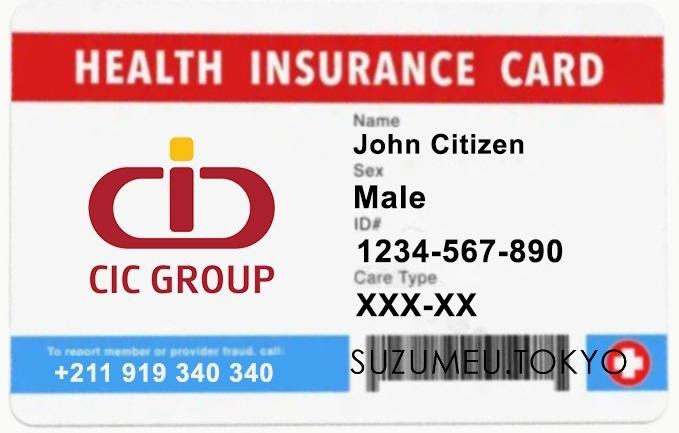 HEALTH INSURANCE CARD
Name
John Citizen
Sex
Male
ID#
1234-567-890
Care Type
XXX-XX
CIC GROUP
To report member or provider fraud, call:
+211 919 340 340
SUZUMEU.TOKYO